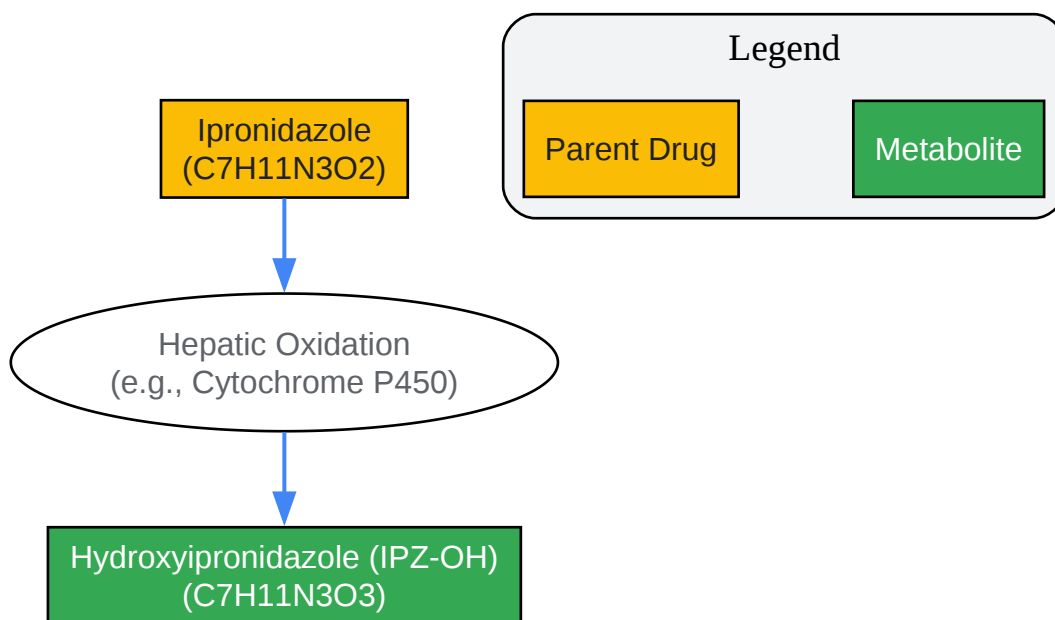 Legend
Ipronidazole
(C7H11N3O2)
Parent Drug
Metabolite
Hepatic Oxidation
(e.g., Cytochrome P450)
Hydroxyipronidazole (IPZ-OH)
(C7H11N3O3)